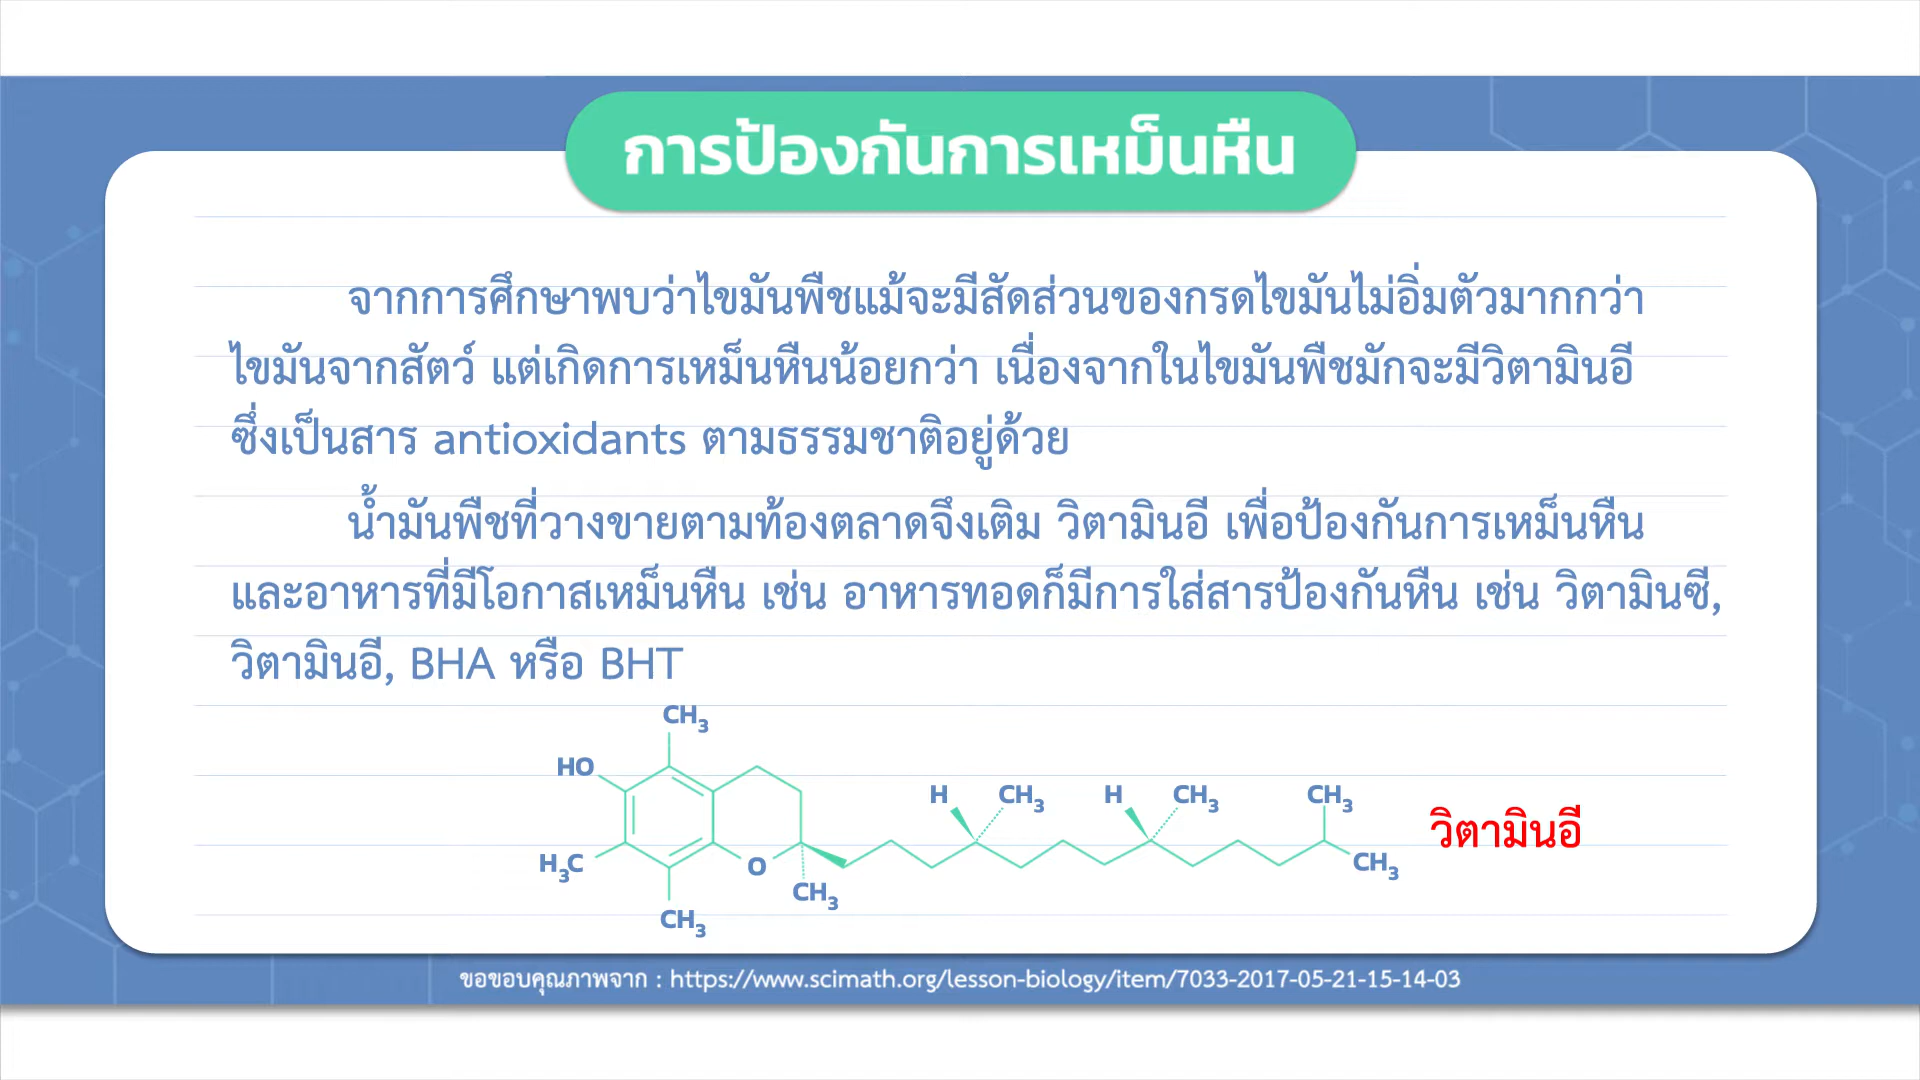 การป้องกันการเหม็นหืน
จากการศึกษาพบว่าไขมันพืชแม้จะมีสัดส่วนของกรดไขมันไม่อิ่มตัวมากกว่า
ไขมันจากสัตว์ แต่เกิดการเหม็นหืนน้อยกว่า เนื่องจากในไขมันพืชมักจะมีวิตามินอี
ซึ่งเป็นสาร antioxidants ตามธรรมชาติอยู่ด้วย
น้ำมันพืชที่วางขายตามท้องตลาดจึงเติม วิตามินอี เพื่อป้องกันการเหม็นหืน
และอาหารที่มีโอกาสเหม็นหืน เช่น อาหารทอดก็มีการใส่สารป้องกันหืน เช่น วิตามินซี,
วิตามินอี, BHA หรือ BHT
CH3
HO
H CH3 H CH3 CH3
วิตามินอี
H3C O CH3
CH3
CH3
ขอขอบคุณภาพจาก : https://www.scimath.org/lesson-biology/item/7033-2017-05-21-15-14-03